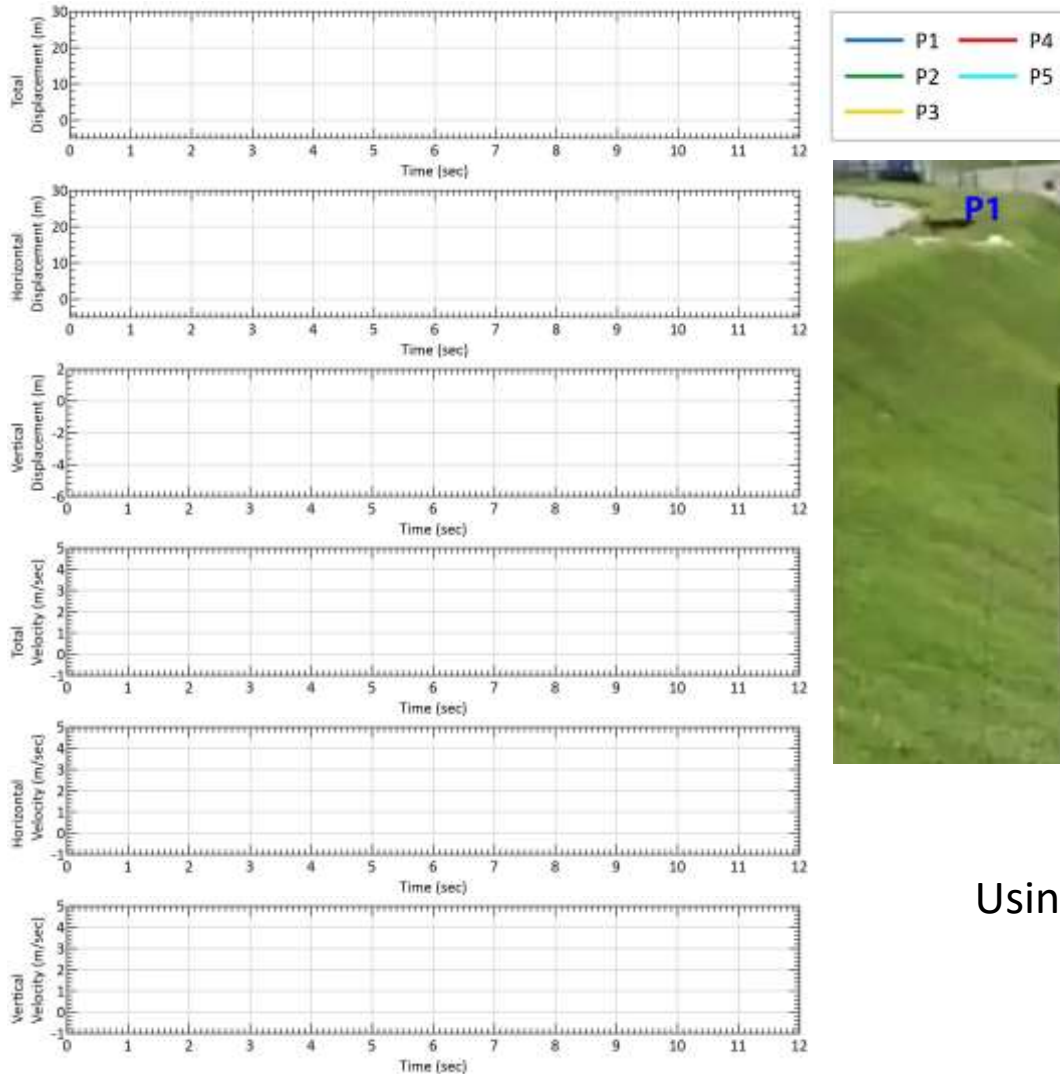 30
20
10
0
Total
Displacement (m)
0 1 2 3 4 5 6 7 8 9 10 11 12
Time (sec)
30
20
10
0
Horizontal
Displacement (m)
0 1 2 3 4 5 6 7 8 9 10 11 12
Time (sec)
2
0
-2
-4
-6
Vertical
Displacement (m)
0 1 2 3 4 5 6 7 8 9 10 11 12
Time (sec)
5
4
3
2
1
0
-1
Total
Velocity (m/sec)
0 1 2 3 4 5 6 7 8 9 10 11 12
Time (sec)
5
4
3
2
1
0
-1
Horizontal
Velocity (m/sec)
0 1 2 3 4 5 6 7 8 9 10 11 12
Time (sec)
5
4
3
2
1
0
-1
Vertical
Velocity (m/sec)
0 1 2 3 4 5 6 7 8 9 10 11 12
Time (sec)
P1 P4
P2 P5
P3
P1
Usin